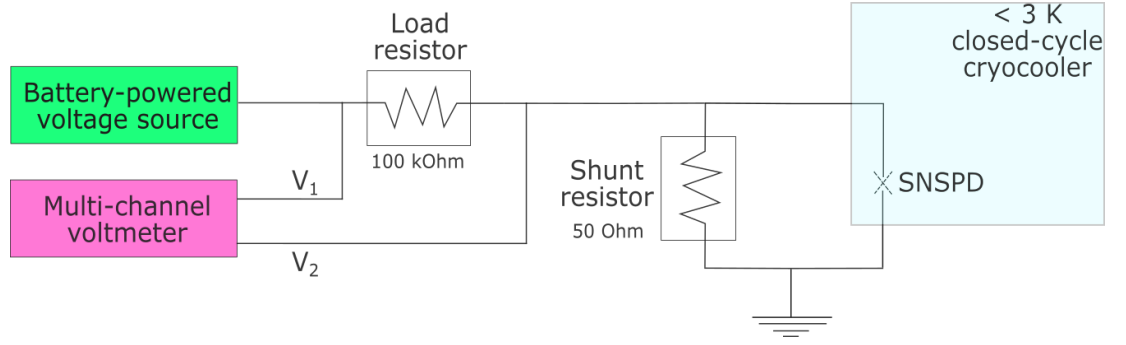 < 3 K
closed-cycle
cryocooler
Load
resistor
Battery-powered
voltage source
100 kOhm
V₁
Multi-channel
voltmeter
V₂
Shunt
resistor
50 Ohm
SNSPD